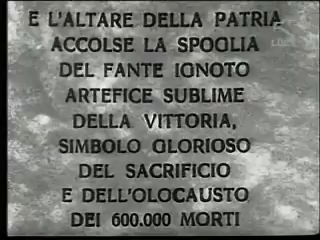 E L'ALTARE DELLA PATRIA
ACCOLSE LA SPOGLIA
DEL FANTE IGNOTO
ARTEFICE SUBLIME
DELLA VITTORIA,
SIMBOLO GLORIOSO
DEL SACRIFICIO
E DELL'OLOCAUSTO
DEI 600.000 MORTI